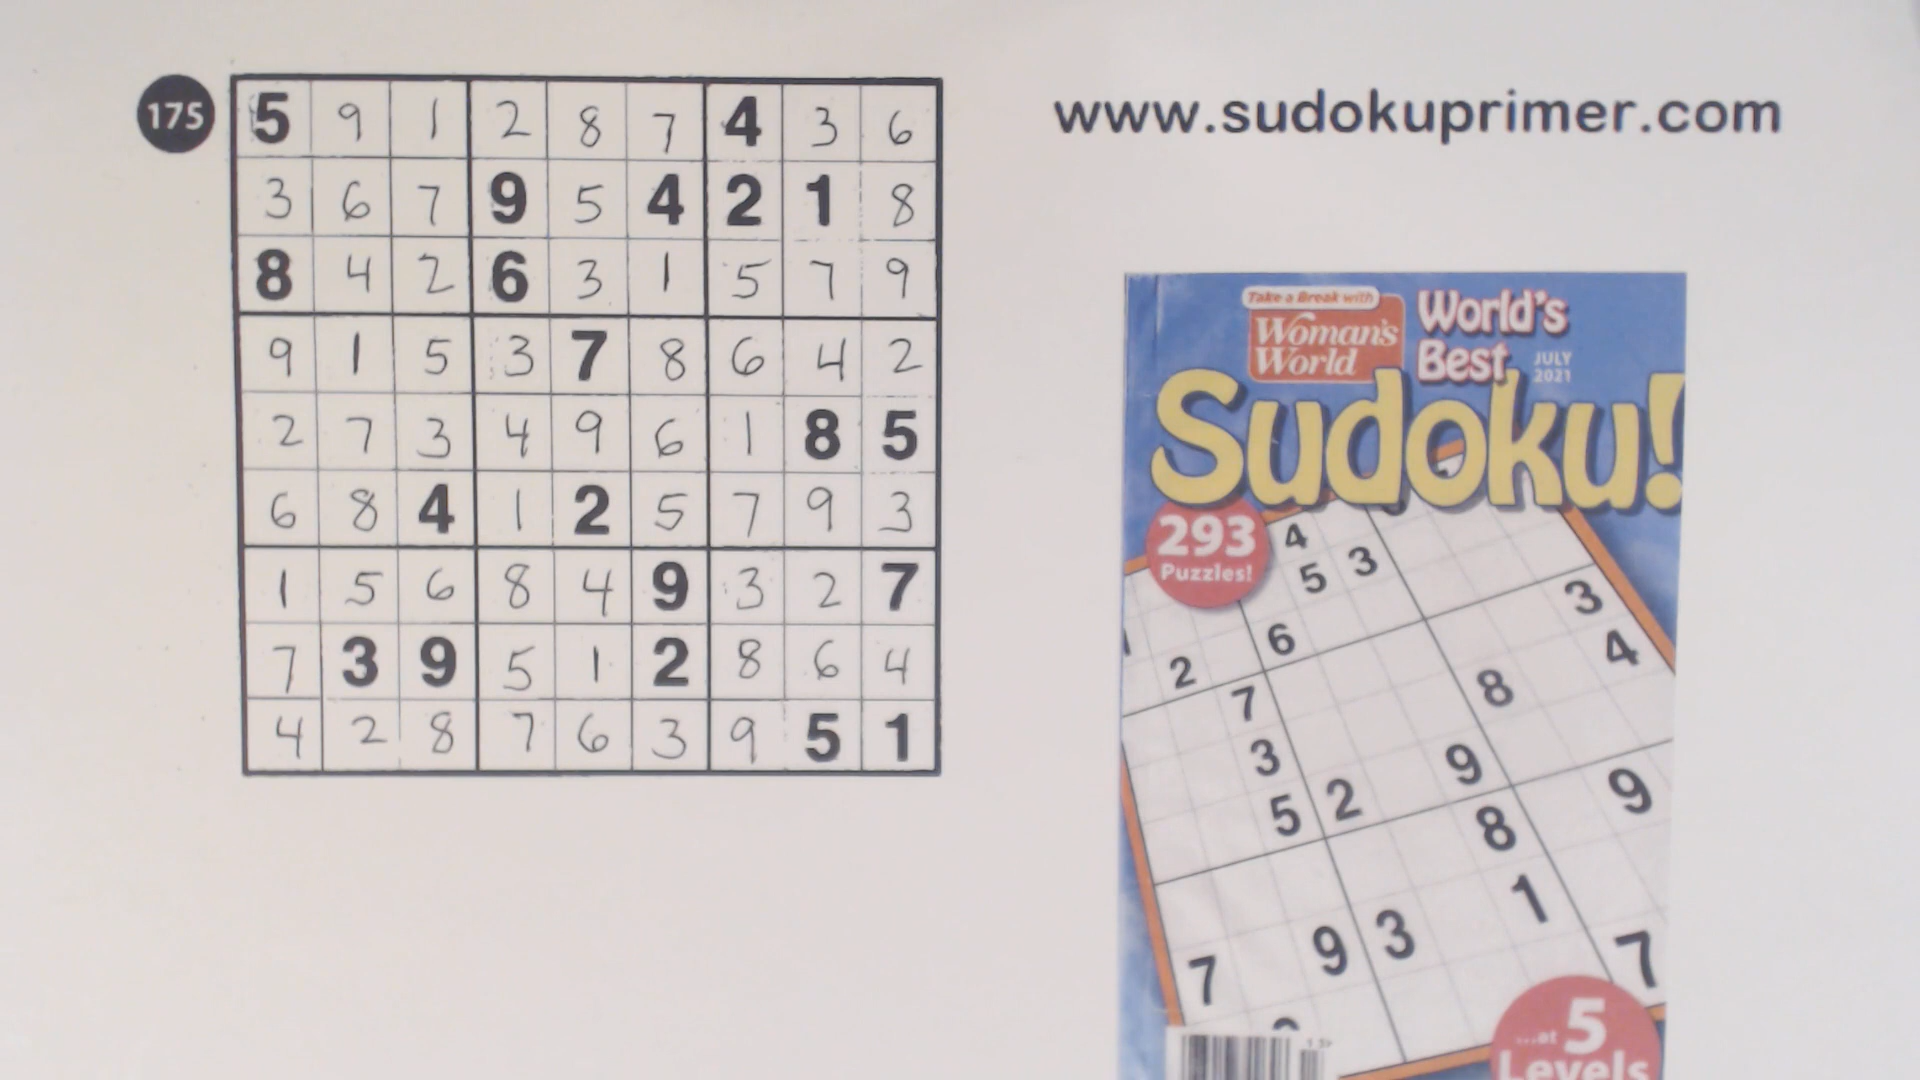 175
5 9 1 2 8 7 4 3 6
3 6 7 9 5 4 2 1 8
8 4 2 6 3 1 5 7 9
9 1 5 3 7 8 6 4 2
2 7 3 4 9 6 1 8 5
6 8 4 1 2 5 7 9 3
1 5 6 8 4 9 3 2 7
7 3 9 5 1 2 8 6 4
4 2 8 7 6 3 9 5 1
www.sudokuprimer.com
Take a Break with
Woman's
World
World's
Best
JULY
2021
Sudoku!
293
Puzzles!
4
5 3
6
3
2
4
7
8
3
9
5 2
9
8
1
9 3
7
7
...at 5
Levels